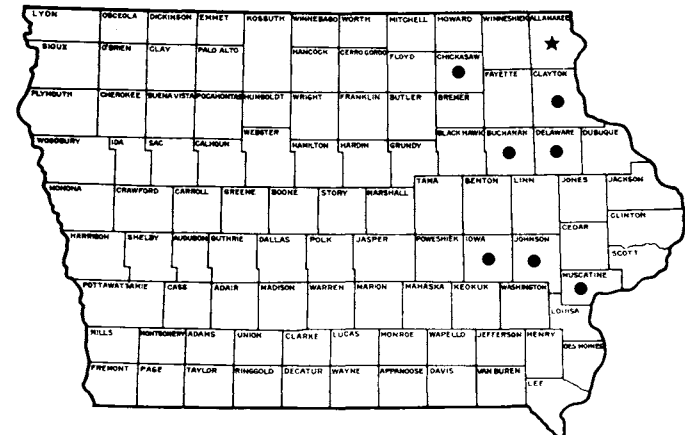 LYON OSCEOLA DICKINSON EMMET KOSSUTH WINNEBAGO WORTH MITCHELL HOWARD WINNESHIEK ALLAMAKEE
SIOUX O'BRIEN CLAY PALO ALTO HANCOCK CERRO GORDO FLOYD CHICKASAW
FAYETTE CLAYTON
PLYMOUTH CHEROKEE BUENA VISTA POCAHONTAS HUMBOLDT WRIGHT FRANKLIN BUTLER BREMER
WOODBURY IDA SAC CALHOUN WEBSTER HAMILTON HARDIN GRUNDY BLACK HAWK BUCHANAN DELAWARE DUBUQUE
MONONA CRAWFORD CARROLL GREENE BOONE STORY MARSHALL TAMA BENTON LINN JONES JACKSON
CLINTON
CEDAR
HARRISON SHELBY AUDUBON GUTHRIE DALLAS POLK JASPER POWESHIEK IOWA JOHNSON SCOTT
MUSCATINE
POTTAWATTAMIE CASS ADAIR MADISON WARREN MARION MAHASKA KEOKUK WASHINGTON
LOUISA
MILLS MONTGOMERY ADAMS UNION CLARKE LUCAS MONROE WAPELLO JEFFERSON HENRY
DES MOINES
FREMONT PAGE TAYLOR RINGGOLD DECATUR WAYNE APPANOOSE DAVIS VAN BUREN
LEE